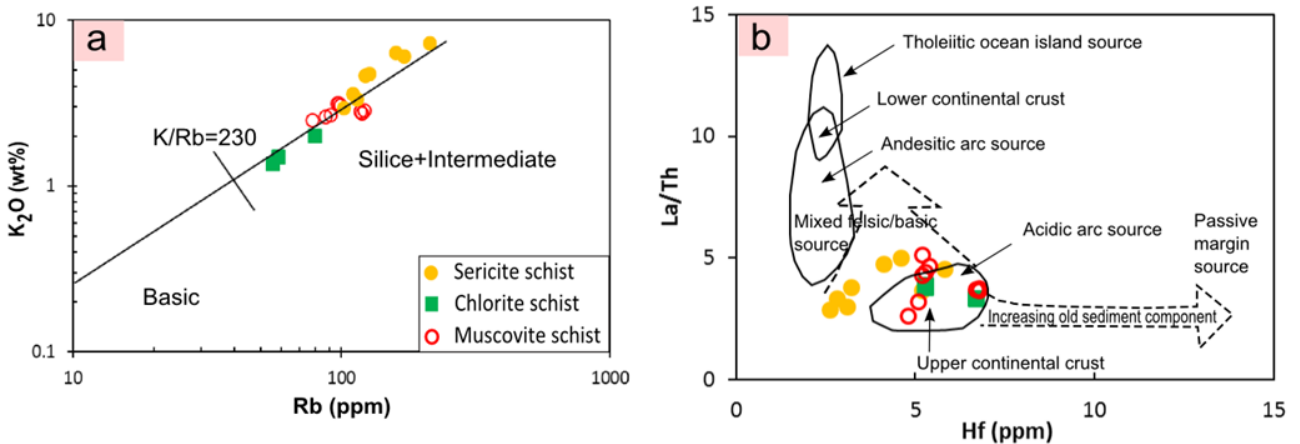 a
10
1
0.1
K₂O (wt%)
K/Rb=230
Silice+Intermediate
Basic
Sericite schist
Chlorite schist
Muscovite schist
10
100
1000
Rb (ppm)
b
15
10
5
0
La/Th
Tholeiitic ocean island source
Lower continental crust
Andesitic arc source
Mixed felsic/basic
source
Acidic arc source
Passive
margin
source
Increasing old sediment component
Upper continental crust
0
5
10
15
Hf (ppm)